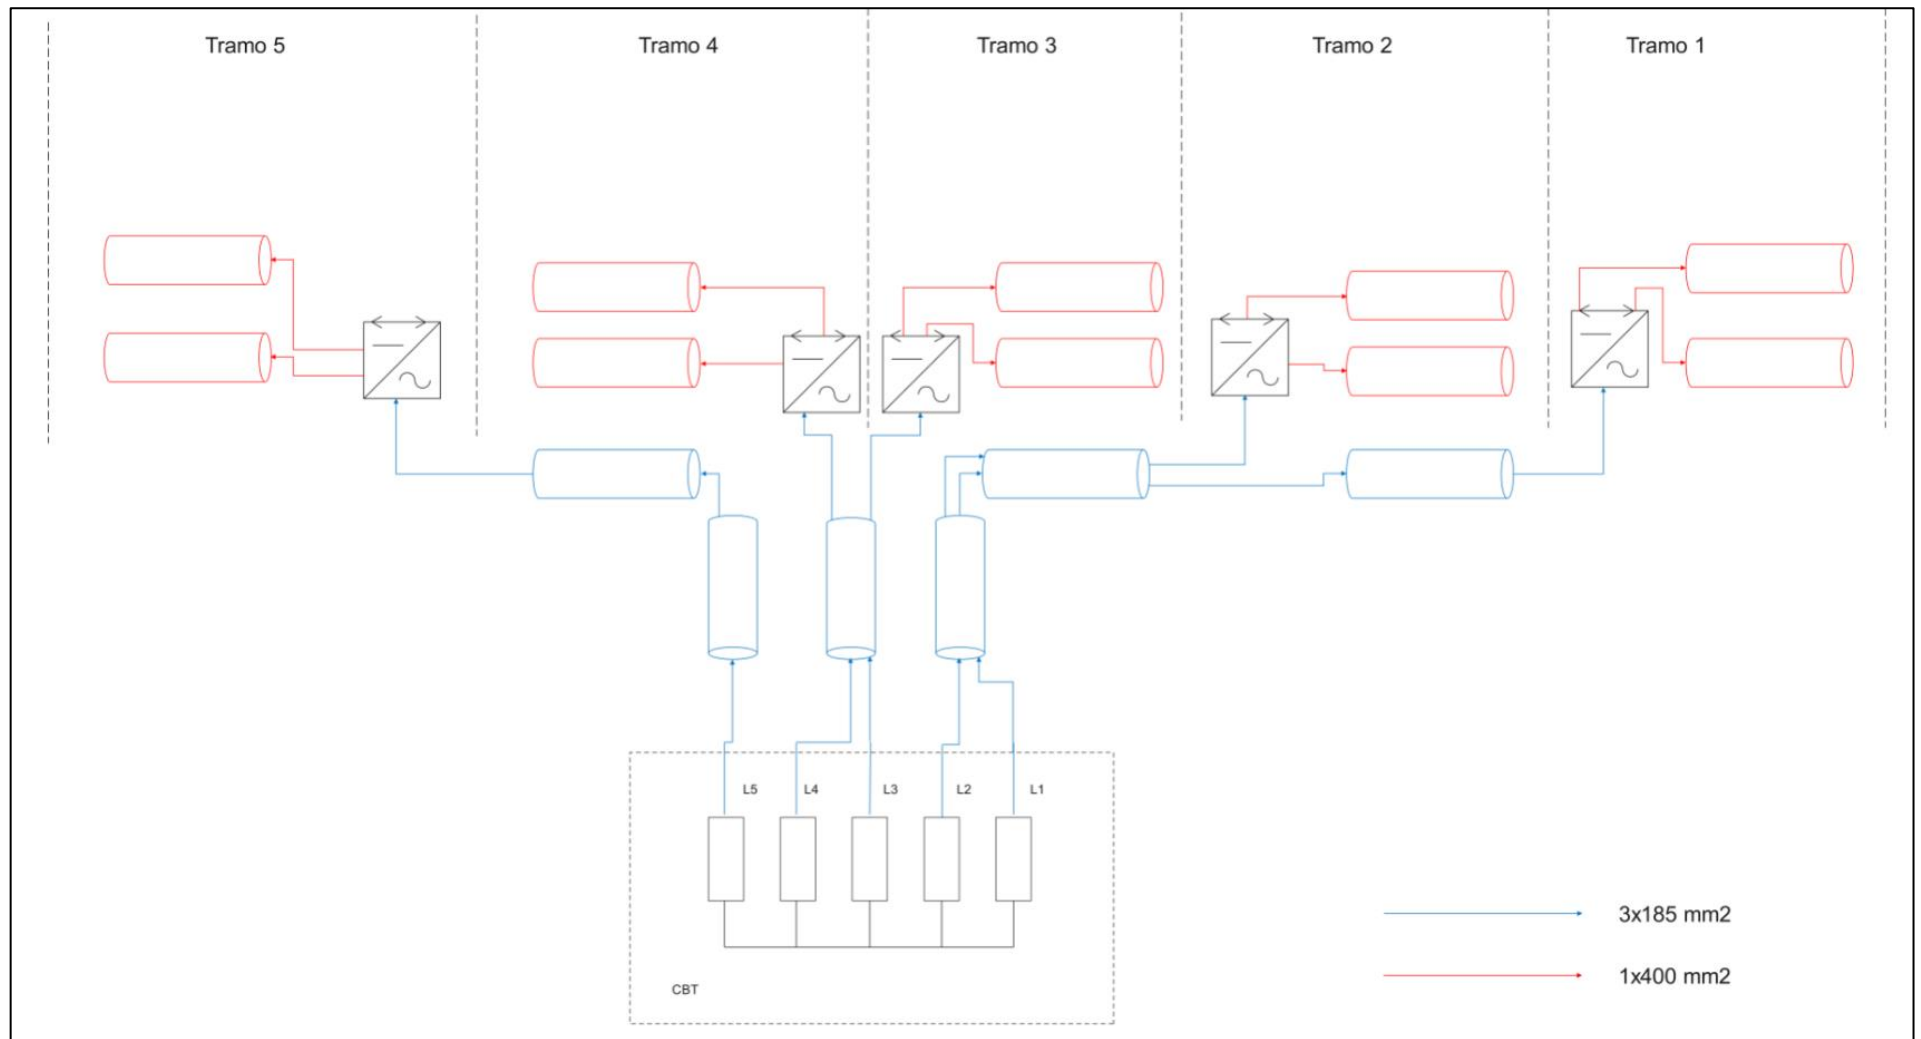 Tramo 5
Tramo 4
Tramo 3
Tramo 2
Tramo 1
L5
L4
L3
L2
L1
3x185 mm2
1x400 mm2
CBT